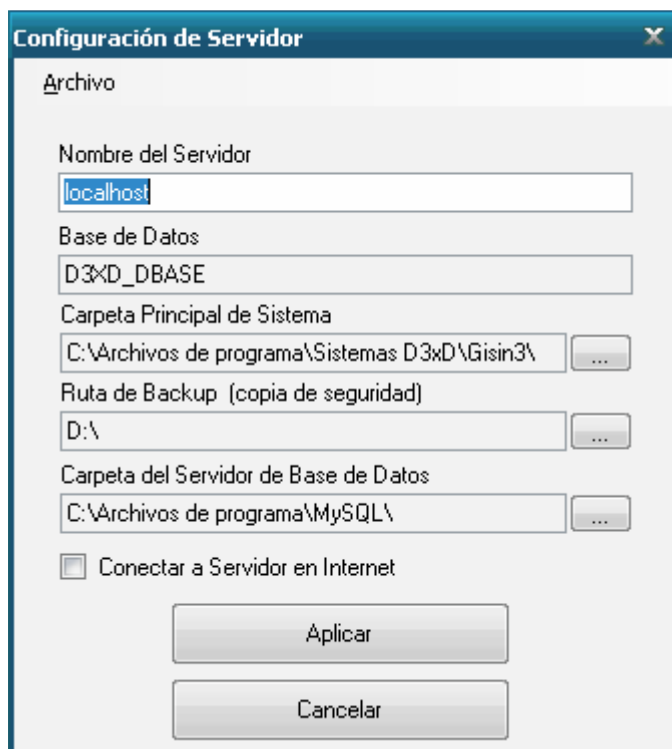 Configuración de Servidor
Archivo
Nombre del Servidor
localhost
Base de Datos
D3XD_DBASE
Carpeta Principal de Sistema
C:\Archivos de programa\Sistemas D3xD\Gisin3\
...
Ruta de Backup (copia de seguridad)
D:\
...
Carpeta del Servidor de Base de Datos
C:\Archivos de programa\MySQL\
...
Conectar a Servidor en Internet
Aplicar
Cancelar